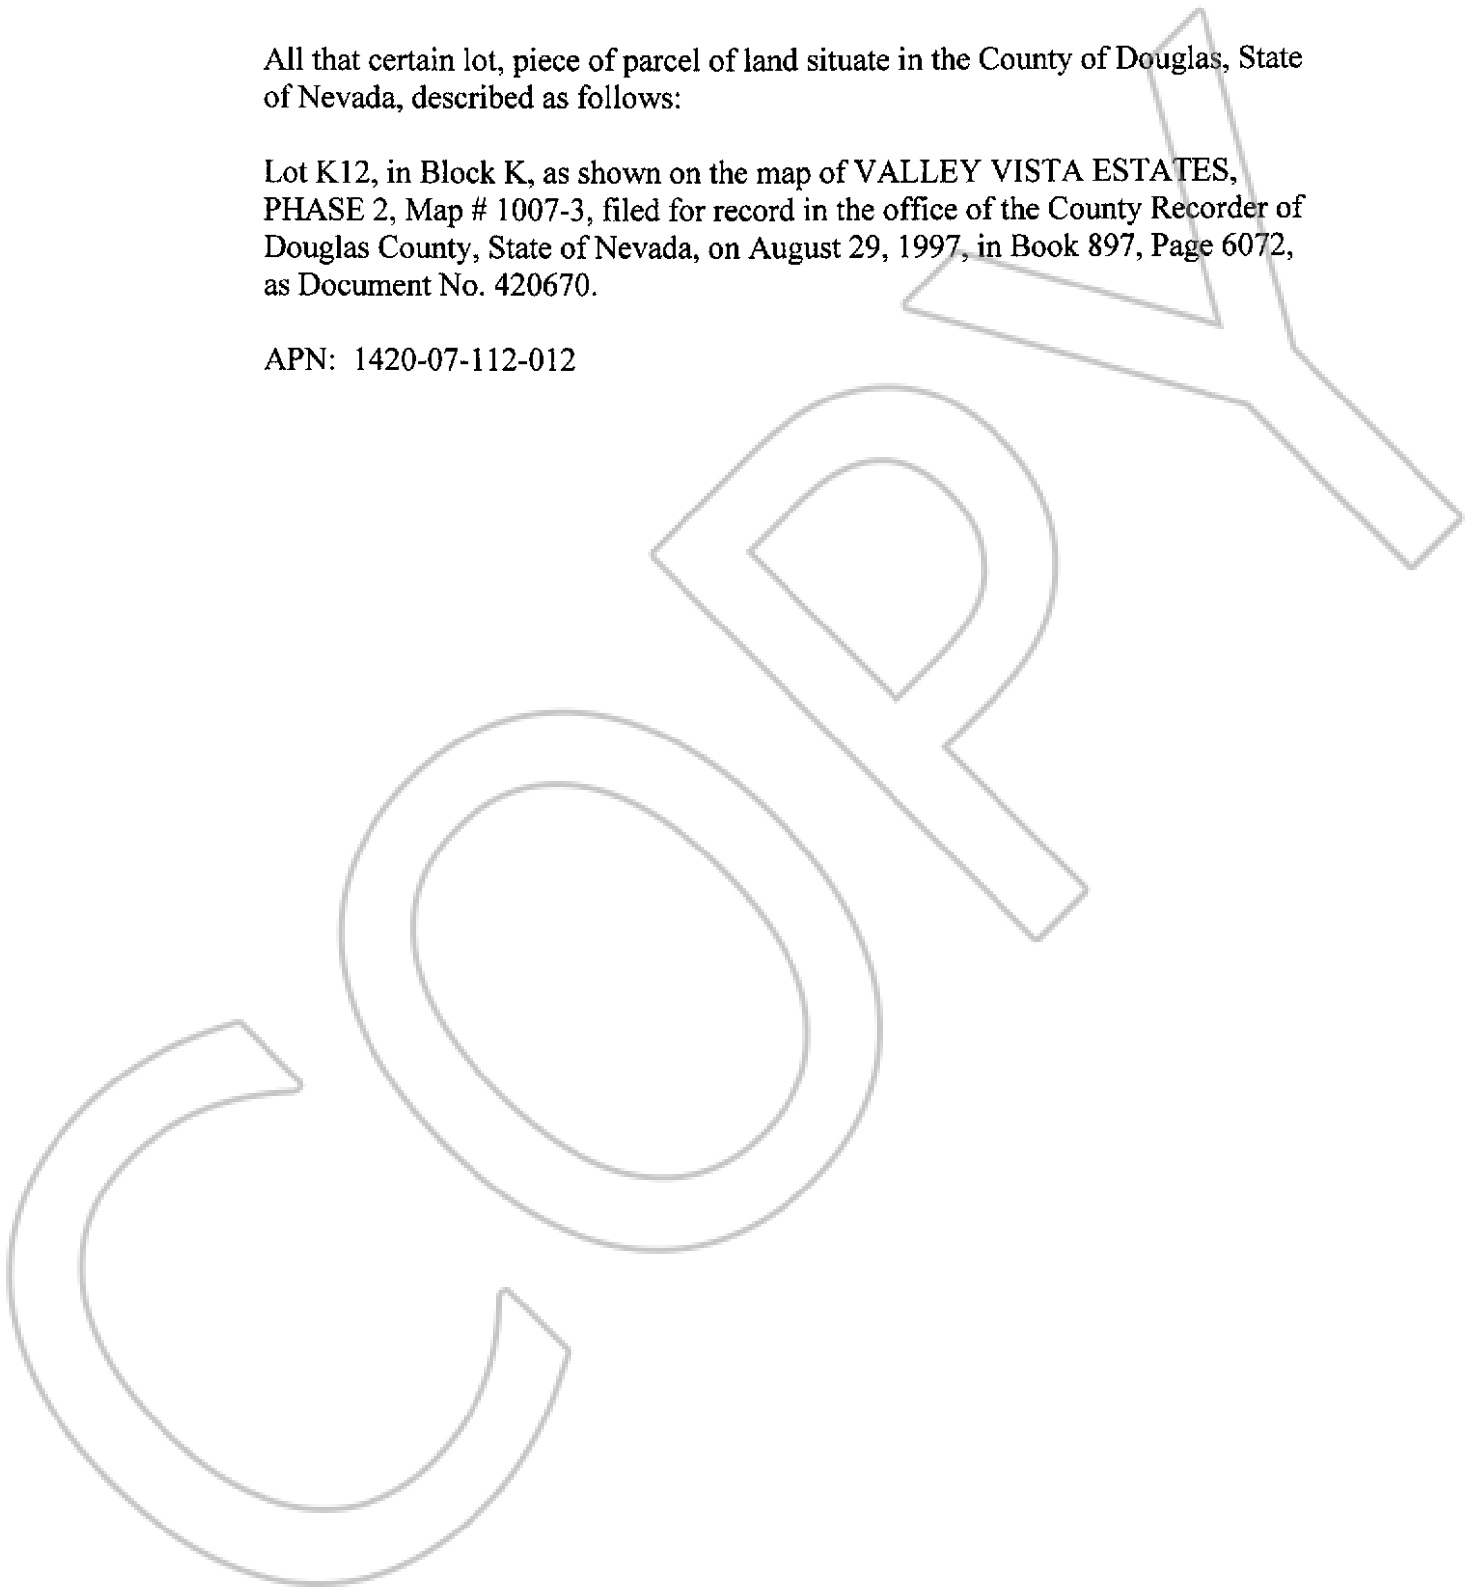 All that certain lot, piece of parcel of land situate in the County of Douglas, State
of Nevada, described as follows:
Lot K12, in Block K, as shown on the map of VALLEY VISTA ESTATES,
PHASE 2, Map # 1007-3, filed for record in the office of the County Recorder of
Douglas County, State of Nevada, on August 29, 1997, in Book 897, Page 6072,
as Document No. 420670.
APN: 1420-07-112-012
COPY